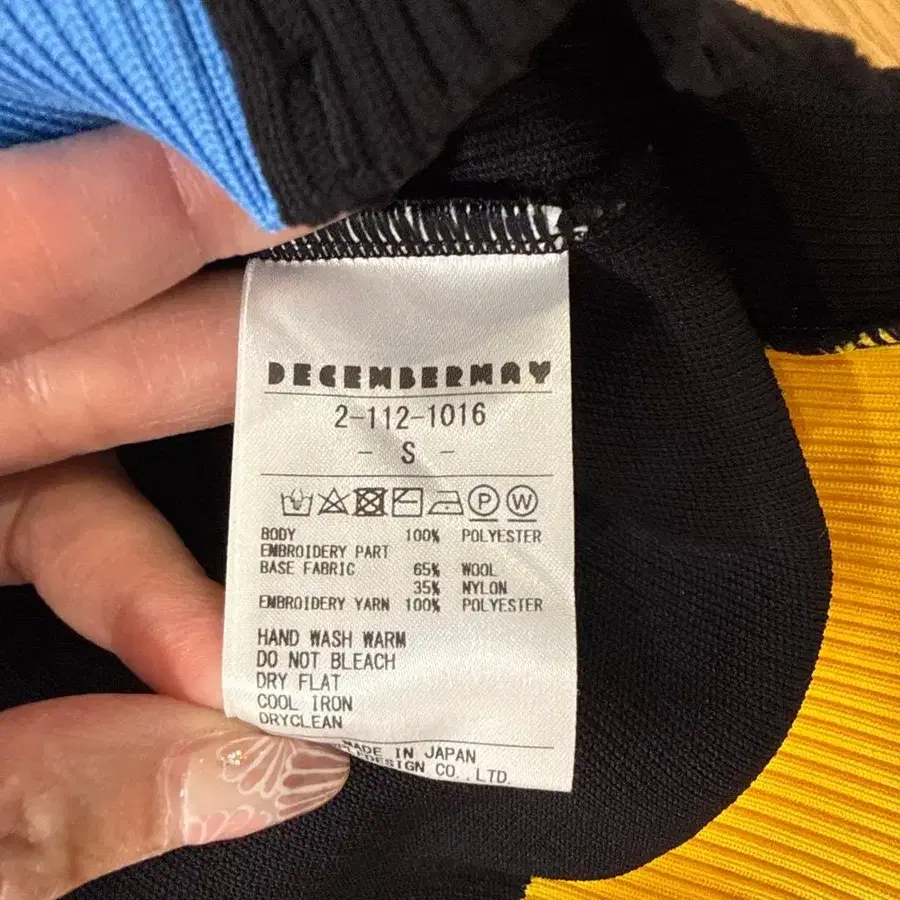 DECEMBERMAY
2-112-1016
- S -
P W
BODY 100% POLYESTER
EMBROIDERY PART
BASE FABRIC 65% WOOL
35% NYLON
EMBROIDERY YARN 100% POLYESTER
HAND WASH WARM
DO NOT BLEACH
DRY FLAT
COOL IRON
DRYCLEAN
MADE IN JAPAN
CO.,LTD.